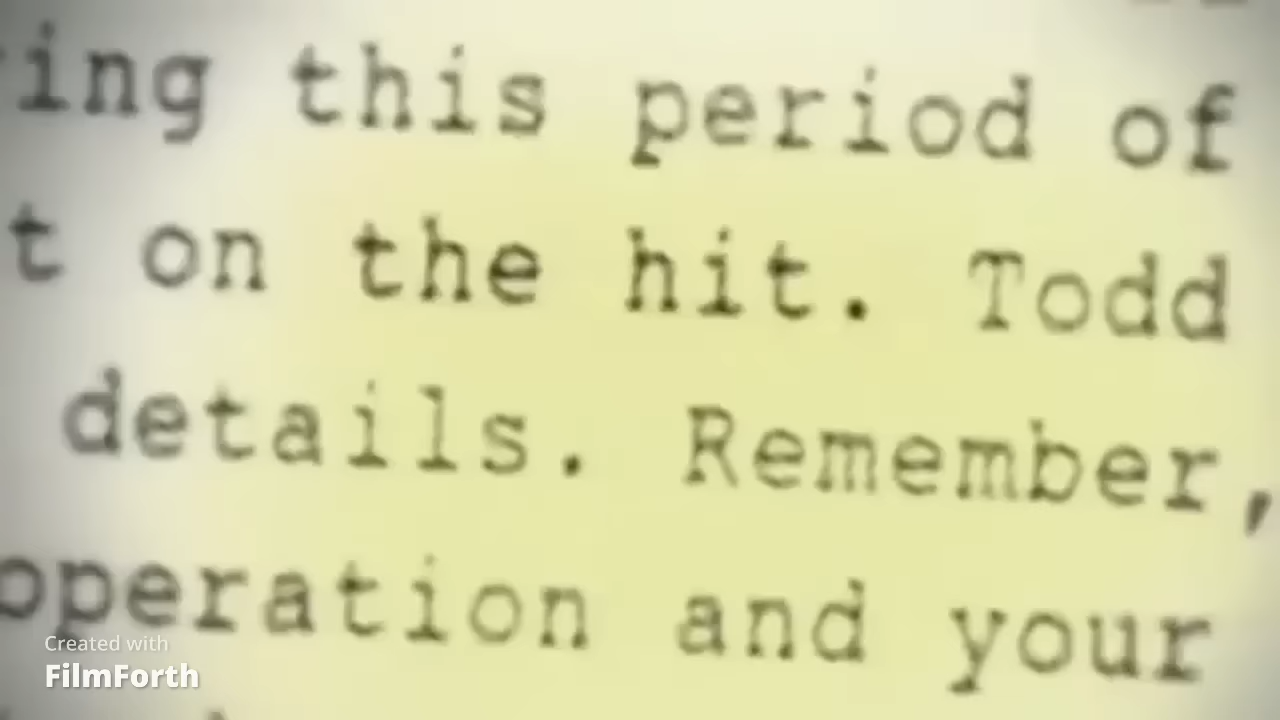 ing this period of
t on the hit. Todd
details. Remember,
operation and your
Created with
FilmForth